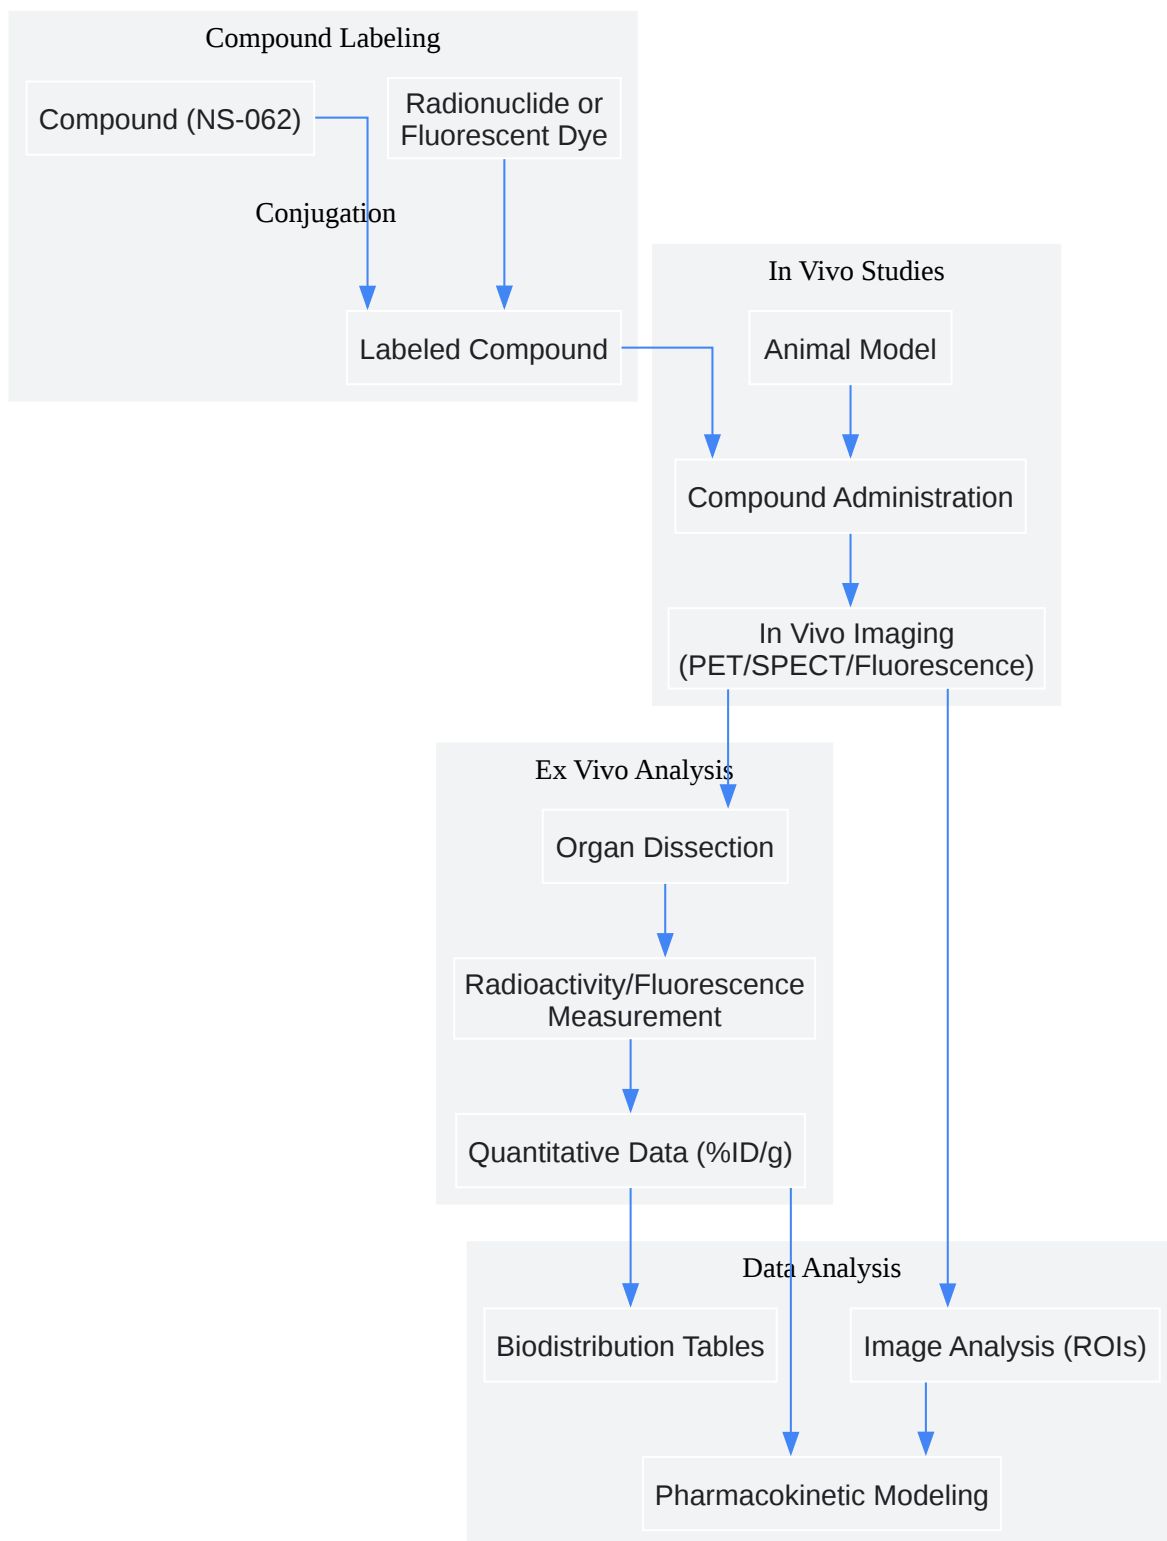 Compound Labeling
Compound (NS-062)
Radionuclide or
Fluorescent Dye
Conjugation
Labeled Compound
In Vivo Studies
Animal Model
Compound Administration
In Vivo Imaging
(PET/SPECT/Fluorescence)
Ex Vivo Analysis
Organ Dissection
Radioactivity/Fluorescence
Measurement
Quantitative Data (%ID/g)
Data Analysis
Biodistribution Tables
Image Analysis (ROIs)
Pharmacokinetic Modeling